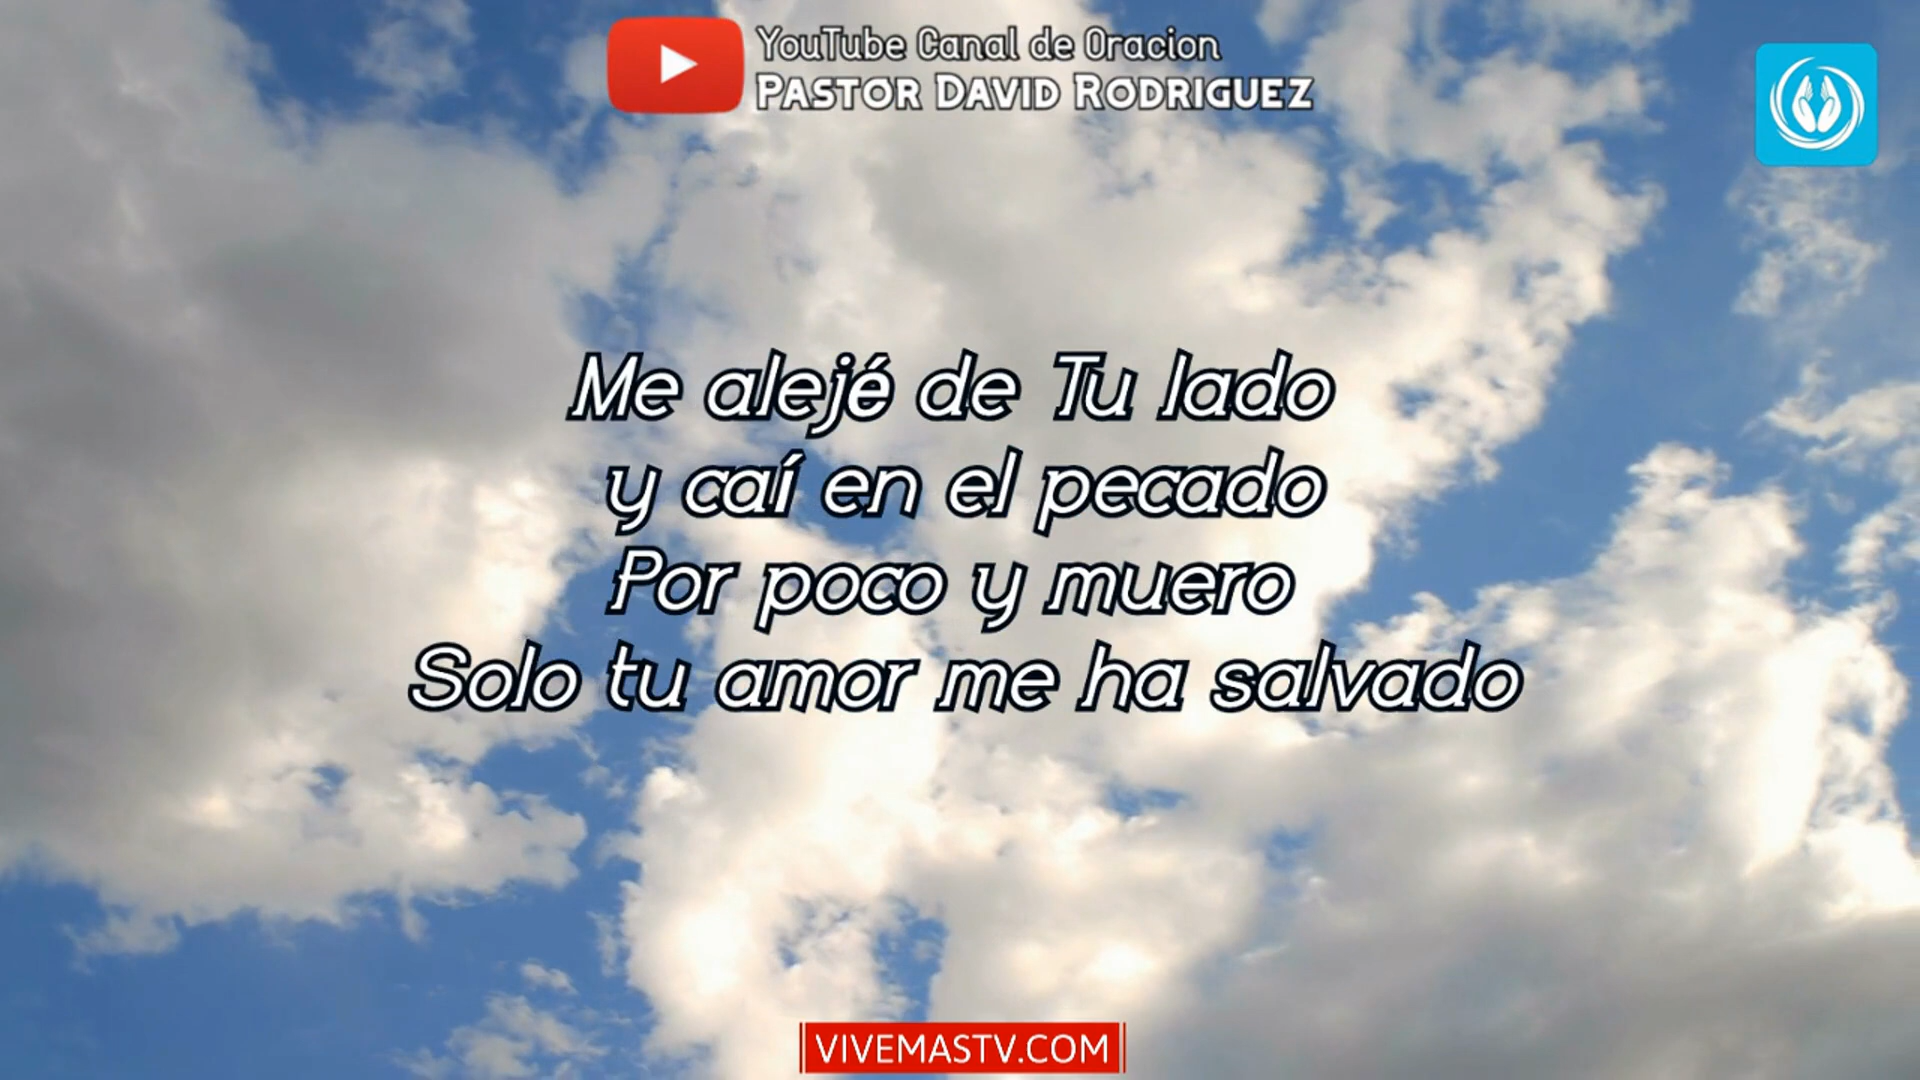 YouTube Canal de Oracion
PASTOR DAVID RODRIGUEZ
Me alejé de Tu lado
y caí en el pecado
Por poco y muero
Solo tu amor me ha salvado
VIVEMASTV.COM